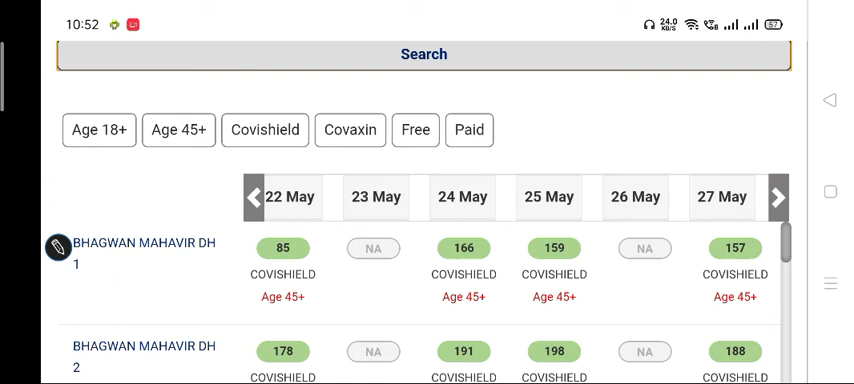 10:52 24.0 KB/S 57
Search
Age 18+ Age 45+ Covishield Covaxin Free Paid
22 May 23 May 24 May 25 May 26 May 27 May
BHAGWAN MAHAVIR DH 85 NA 166 159 NA 157
1 COVISHIELD COVISHIELD COVISHIELD COVISHIELD
Age 45+ Age 45+ Age 45+ Age 45+
BHAGWAN MAHAVIR DH 178 NA 191 198 NA 188
2 COVISHIELD COVISHIELD COVISHIELD COVISHIELD